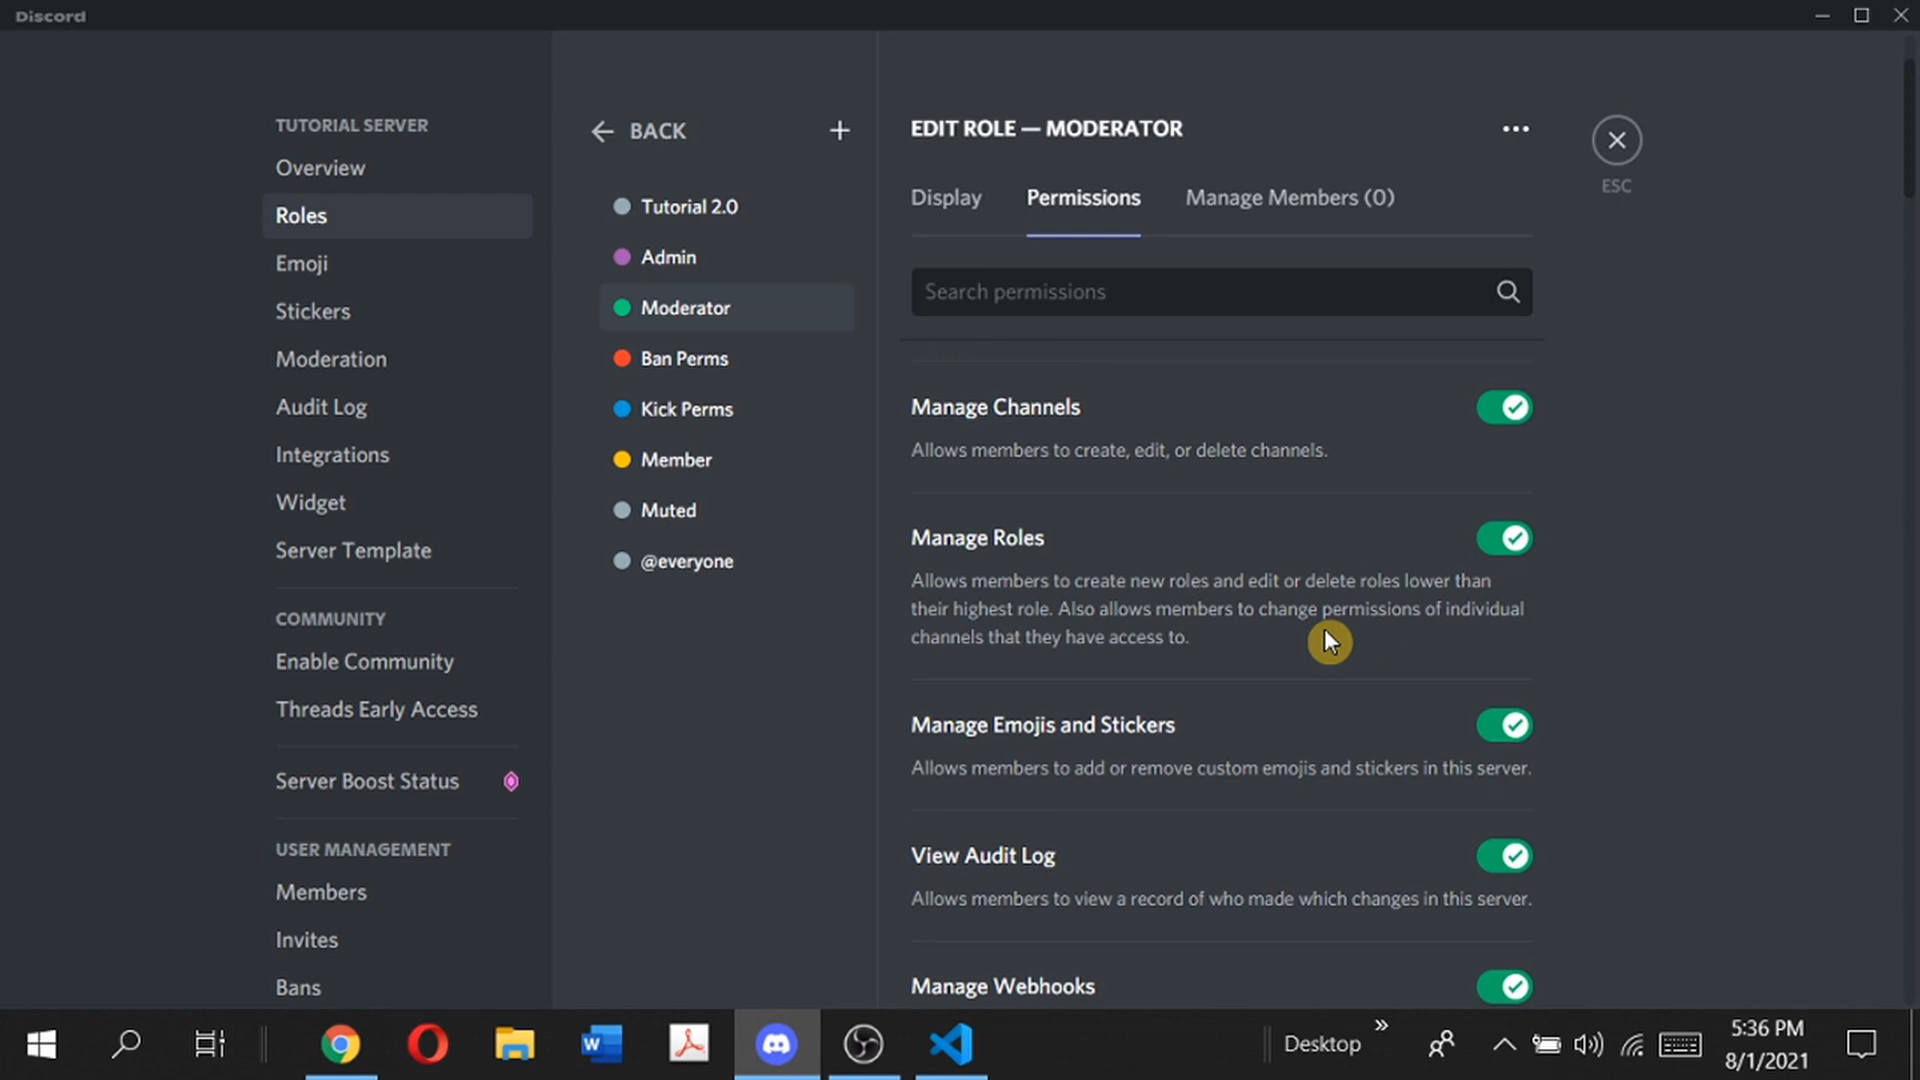 Discord
TUTORIAL SERVER
Overview
Roles
Emoji
Stickers
Moderation
Audit Log
Integrations
Widget
Server Template
COMMUNITY
Enable Community
Threads Early Access
Server Boost Status
USER MANAGEMENT
Members
Invites
Bans
BACK
Tutorial 2.0
Admin
Moderator
Ban Perms
Kick Perms
Member
Muted
@everyone
EDIT ROLE — MODERATOR
Display Permissions Manage Members (0)
Search permissions
Manage Channels
Allows members to create, edit, or delete channels.
Manage Roles
Allows members to create new roles and edit or delete roles lower than
their highest role. Also allows members to change permissions of individual
channels that they have access to.
Manage Emojis and Stickers
Allows members to add or remove custom emojis and stickers in this server.
View Audit Log
Allows members to view a record of who made which changes in this server.
Manage Webhooks
ESC
W
Desktop
5:36 PM
8/1/2021